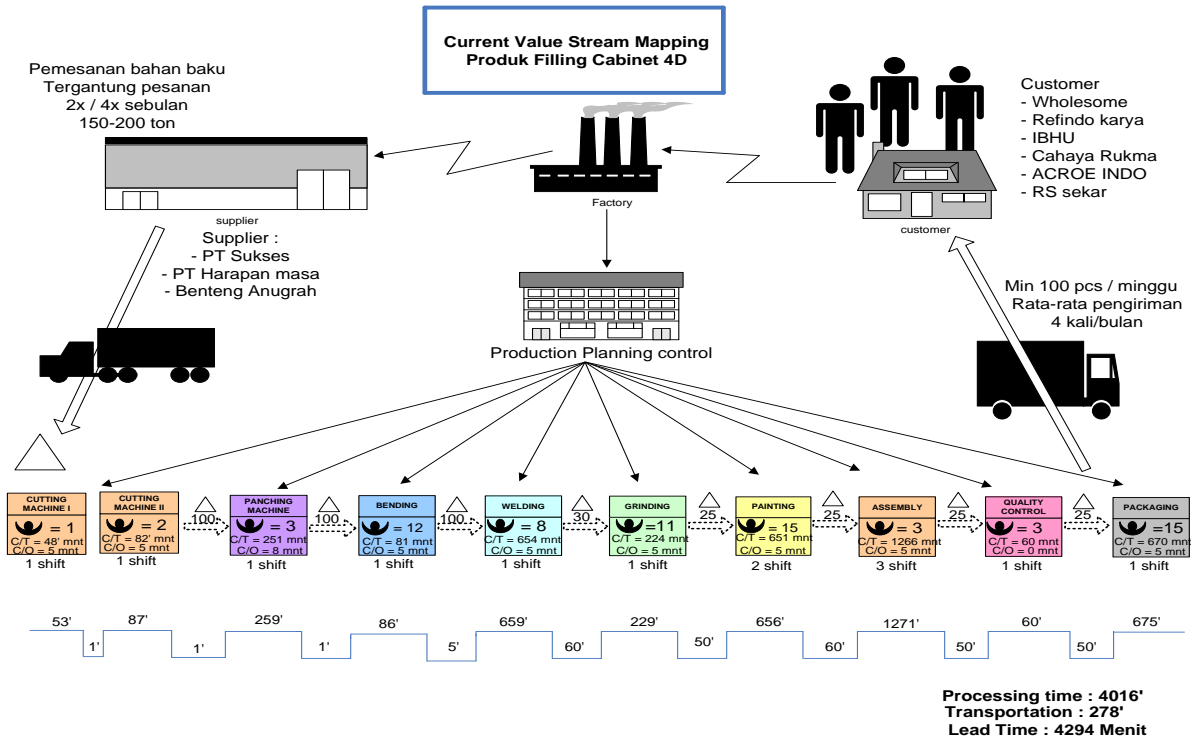 Current Value Stream Mapping
Produk Filling Cabinet 4D
Pemesanan bahan baku
Tergantung pesanan
2x / 4x sebulan
150-200 ton
Customer
- Wholesome
- Refindo karya
- IBHU
- Cahaya Rukma
- ACROE INDO
- RS sekar
Factory
supplier
customer
Supplier :
- PT Sukses
- PT Harapan masa
- Benteng Anugrah
Min 100 pcs / minggu
Rata-rata pengiriman
4 kali/bulan
Production Planning control
CUTTING
MACHINE I
= 1
C/T = 48' mnt
C/O = 5 mnt
1 shift
CUTTING
MACHINE II
= 2
C/T = 82' mnt
C/O = 5 mnt
1 shift
100
PANCHING
MACHINE
= 3
C/T = 251 mnt
C/O = 8 mnt
1 shift
100
BENDING
= 12
C/T = 81 mnt
C/O = 5 mnt
1 shift
100
WELDING
= 8
C/T = 654 mnt
C/O = 5 mnt
1 shift
30
GRINDING
=11
C/T = 224 mnt
C/O = 5 mnt
1 shift
25
PAINTING
=15
C/T = 651 mnt
C/O = 5 mnt
2 shift
25
ASSEMBLY
= 3
C/T = 1266 mnt
C/O = 5 mnt
3 shift
25
QUALITY
CONTROL
= 3
C/T = 60 mnt
C/O = 0 mnt
1 shift
25
PACKAGING
=15
C/T = 670 mnt
C/O = 5 mnt
1 shift
53'
1'
87'
1'
259'
1'
86'
5'
659'
60'
229'
50'
656'
60'
1271'
50'
60'
50'
675'
Processing time : 4016'
Transportation : 278'
Lead Time : 4294 Menit